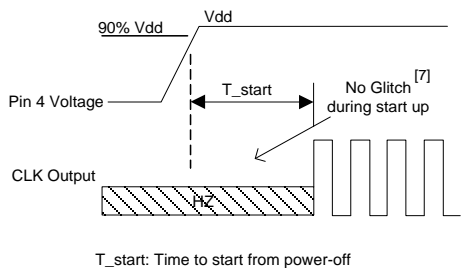 Vdd
90% Vdd
T_start
No Glitch [7]
during start up
Pin 4 Voltage
CLK Output
HZ
T_start: Time to start from power-off